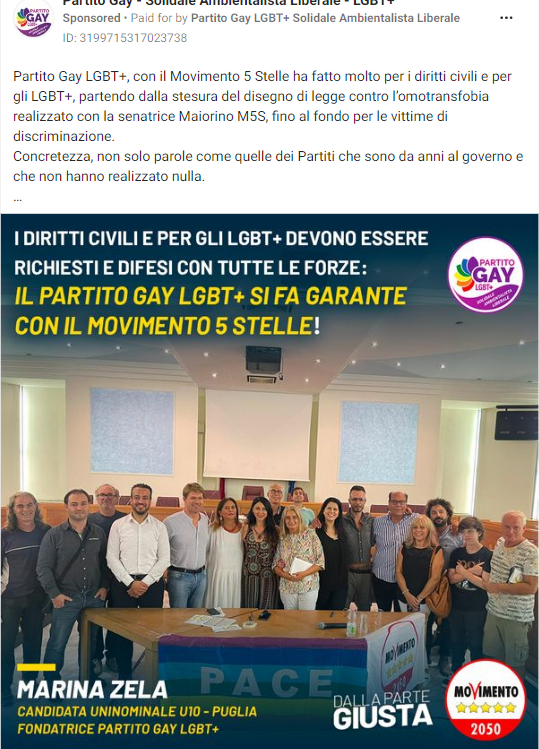 Partito Gay - Solidale Ambientalista Liberale - LGBT+
Sponsored • Paid for by Partito Gay LGBT+ Solidale Ambientalista Liberale
ID: 3199715317023738
Partito Gay LGBT+, con il Movimento 5 Stelle ha fatto molto per i diritti civili e per
gli LGBT+, partendo dalla stesura del disegno di legge contro l'omotransfobia
realizzato con la senatrice Maiorino M5S, fino al fondo per le vittime di
discriminazione.
Concretezza, non solo parole come quelle dei Partiti che sono da anni al governo e
che non hanno realizzato nulla.
...
I DIRITTI CIVILI E PER GLI LGBT+ DEVONO ESSERE
RICHIESTI E DIFESI CON TUTTE LE FORZE:
IL PARTITO GAY LGBT+ SI FA GARANTE
CON IL MOVIMENTO 5 STELLE!
PARTITO
GAY
LGBT+
SOLIDALE AMBIENTALISTA LIBERALE
PACE
MOVIMENTO
2050
MARINA ZELA
CANDIDATA UNINOMINALE U10 - PUGLIA
FONDATRICE PARTITO GAY LGBT+
DALLA PARTE
GIUSTA
MOVIMENTO
2050